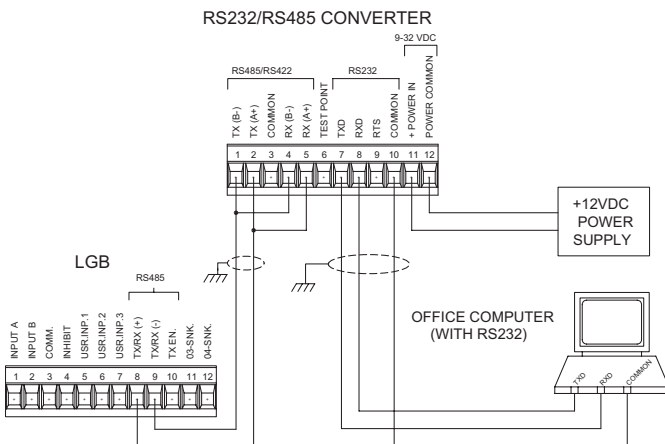 RS232/RS485 CONVERTER
9-32 VDC
RS485/RS422
RS232
TX (B-)
TX (A+)
COMMON
RX (B-)
RX (A+)
TEST POINT
TXD
RXD
RTS
COMMON
+ POWER IN
POWER COMMON
1 2 3 4 5 6 7 8 9 10 11 12
+12VDC
POWER
SUPPLY
LGB
RS485
INPUT A
INPUT B
COMM.
INHIBIT
USR.INP.1
USR.INP.2
USR.INP.3
TX/RX (+)
TX/RX (-)
TX EN.
03-SNK.
04-SNK.
1 2 3 4 5 6 7 8 9 10 11 12
OFFICE COMPUTER
(WITH RS232)
TXD
RXD
COMMON